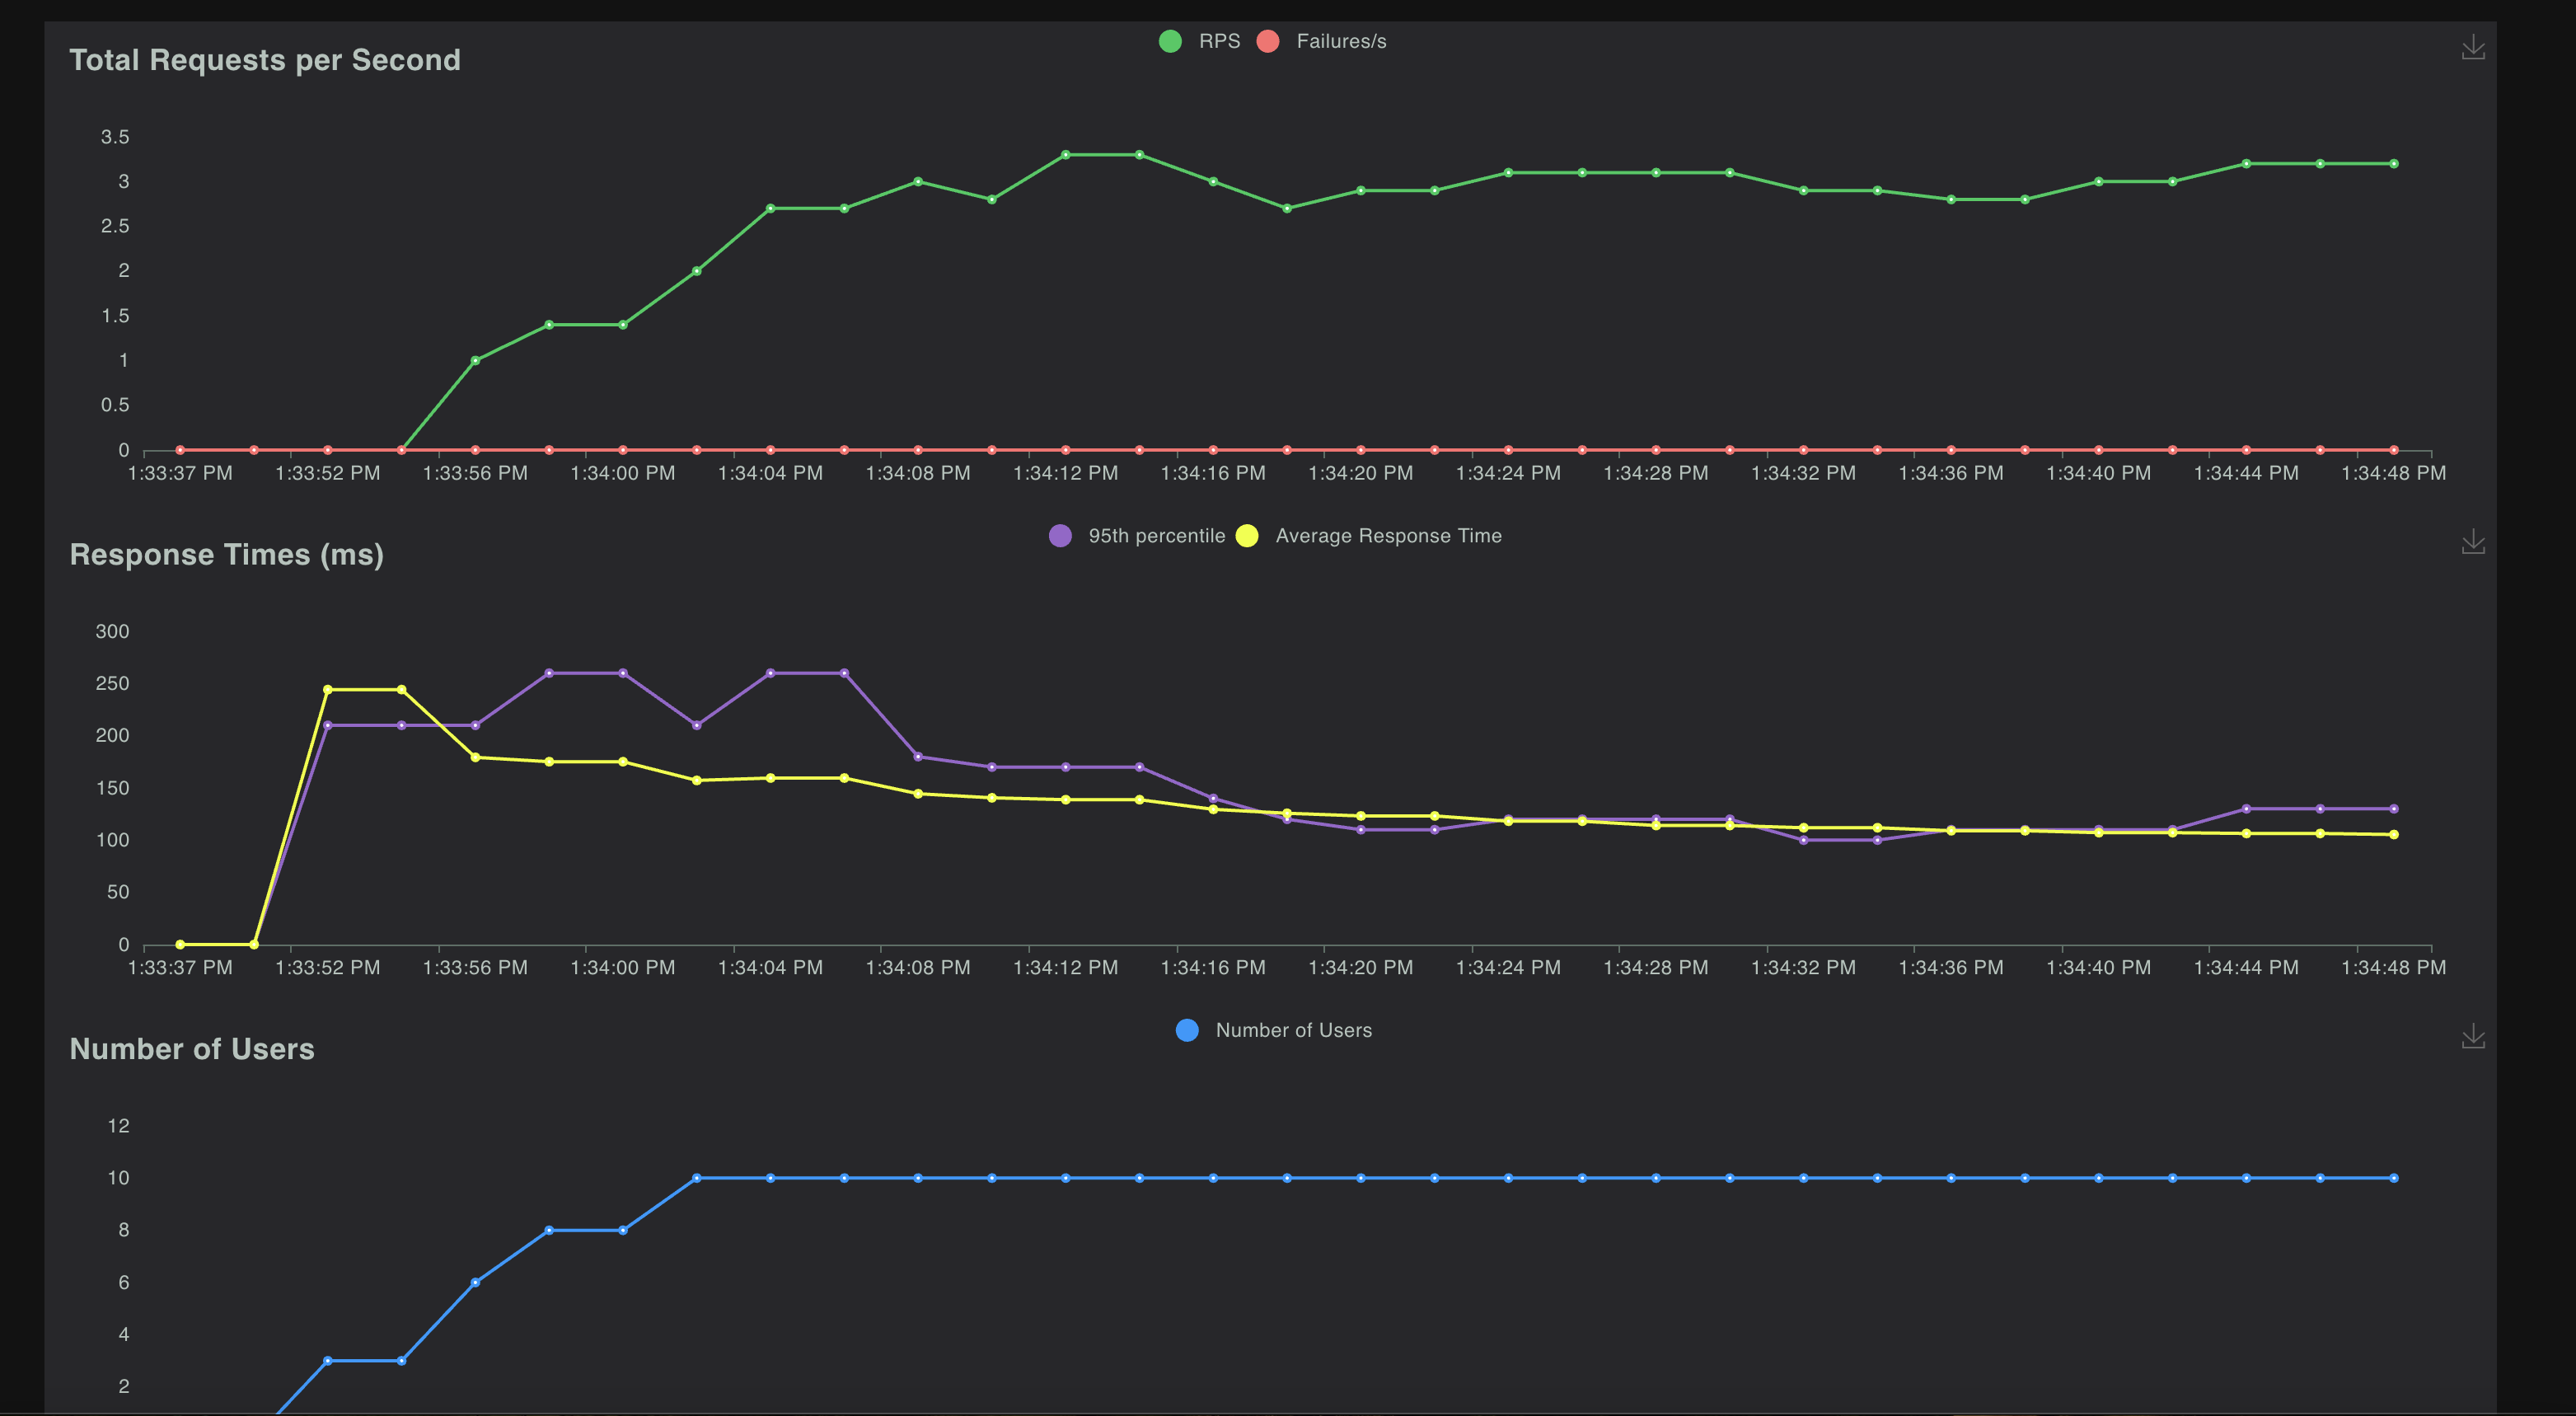 RPS Failures/s
Total Requests per Second
3.5
3
2.5
2
1.5
1
0.5
0
1:33:37 PM 1:33:52 PM 1:33:56 PM 1:34:00 PM 1:34:04 PM 1:34:08 PM 1:34:12 PM 1:34:16 PM 1:34:20 PM 1:34:24 PM 1:34:28 PM 1:34:32 PM 1:34:36 PM 1:34:40 PM 1:34:44 PM 1:34:48 PM
95th percentile Average Response Time
Response Times (ms)
300
250
200
150
100
50
0
1:33:37 PM 1:33:52 PM 1:33:56 PM 1:34:00 PM 1:34:04 PM 1:34:08 PM 1:34:12 PM 1:34:16 PM 1:34:20 PM 1:34:24 PM 1:34:28 PM 1:34:32 PM 1:34:36 PM 1:34:40 PM 1:34:44 PM 1:34:48 PM
Number of Users
Number of Users
12
10
8
6
4
2